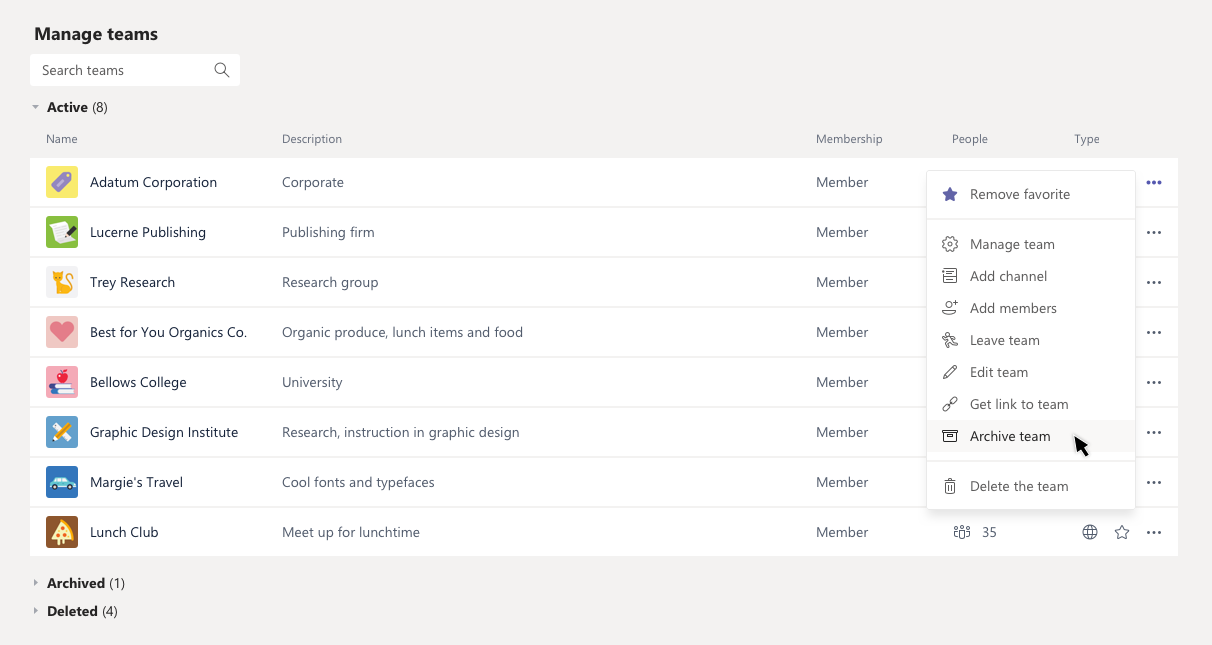 Manage teams
Search teams
Active (8)
Name Description Membership People Type
Adatum Corporation Corporate Member
Remove favorite
Lucerne Publishing Publishing firm Member
Manage team
Trey Research Research group Member
Add channel
Add members
Best for You Organics Co. Organic produce, lunch items and food Member
Leave team
Bellows College University Member
Edit team
Get link to team
Graphic Design Institute Research, instruction in graphic design Member
Archive team
Margie's Travel Cool fonts and typefaces Member
Delete the team
Lunch Club Meet up for lunchtime Member 35
Archived (1)
Deleted (4)